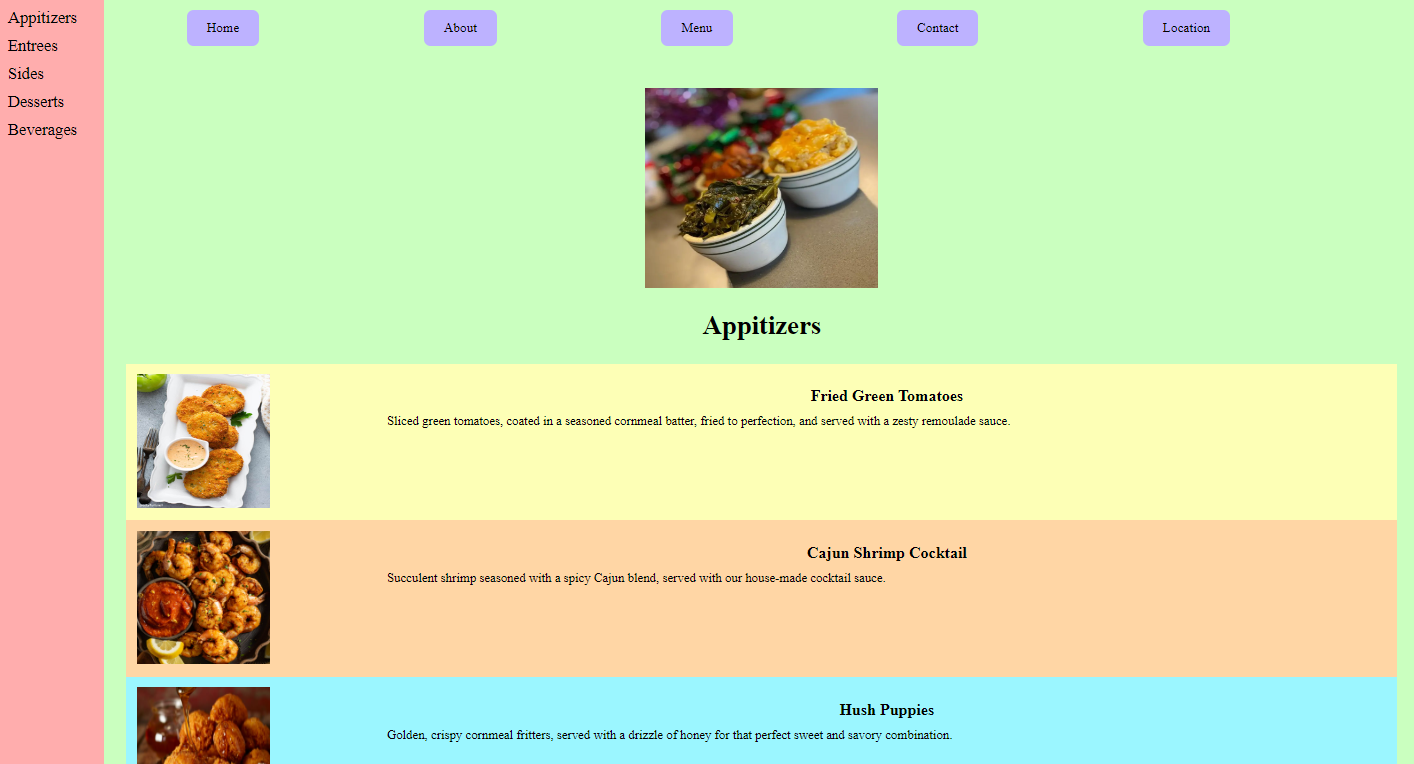 Appitizers
Entrees
Sides
Desserts
Beverages
Home
About
Menu
Contact
Location
Appitizers
Fried Green Tomatoes
Sliced green tomatoes, coated in a seasoned cornmeal batter, fried to perfection, and served with a zesty remoulade sauce.
Cajun Shrimp Cocktail
Succulent shrimp seasoned with a spicy Cajun blend, served with our house-made cocktail sauce.
Hush Puppies
Golden, crispy cornmeal fritters, served with a drizzle of honey for that perfect sweet and savory combination.